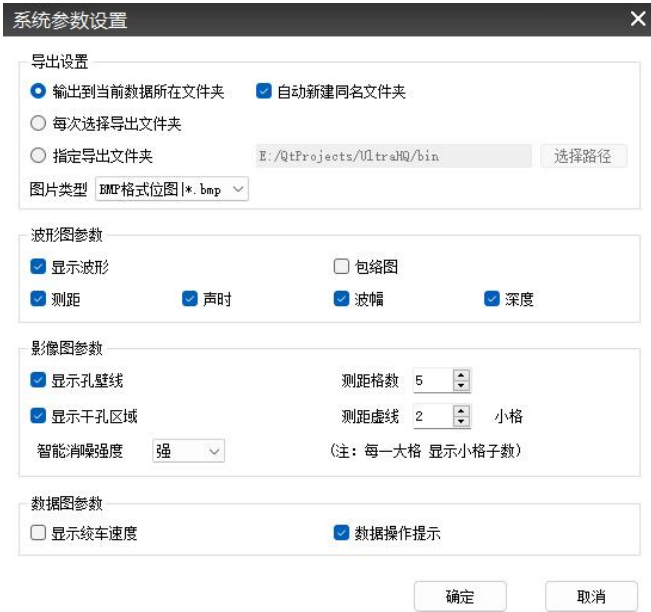 系统参数设置
导出设置
输出到当前数据所在文件夹 自动新建同名文件夹
每次选择导出文件夹
指定导出文件夹 E:/QtProjects/UltraHQ/bin 选择路径
图片类型 BMP格式位图|*.bmp
波形图参数
显示波形 包络图
测距 声时 波幅 深度
影像图参数
显示孔壁线 测距格数 5
显示干孔区域 测距虚线 2 小格
智能消噪强度 强 (注: 每一大格 显示小格子数)
数据图参数
显示绞车速度 数据操作提示
确定 取消